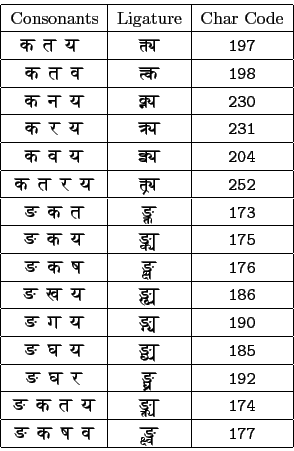 Consonants Ligature Char Code
क त य क्त्य 197
क त व क्त्व 198
क न य क्न्य 230
क र य क्र्य 231
क व य क्व्य 204
क त र य क्त्र्य 252
ङ क त ङ्क्त 173
ङ क य ङ्क्य 175
ङ क ष ङ्क्ष 176
ङ ख य ङ्ख्य 186
ङ ग य ङ्ग्य 190
ङ घ य ङ्घ्य 185
ङ घ र ङ्घ्र 192
ङ क त य ङ्क्त्य 174
ङ क ष व ङ्क्ष्व 177